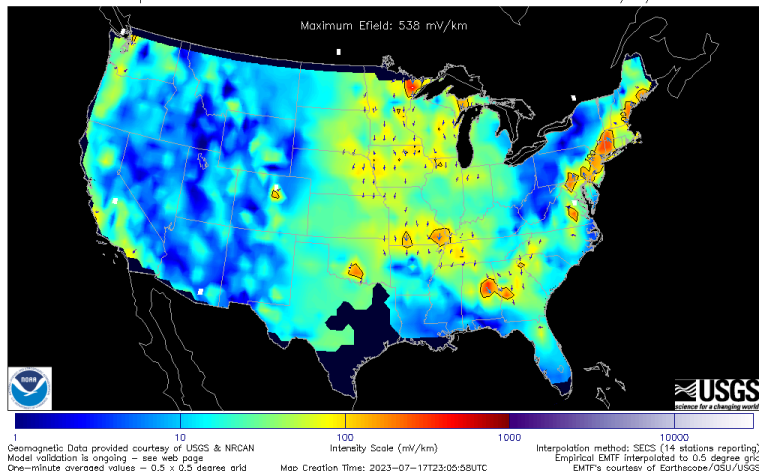 Maximum Efield: 538 mV/km
NOAA
USGS
science for a changing world
1 10 100 1000 10000
Geomagnetic Data provided courtesy of USGS & NRCAN Intensity Scale (mV/km) Interpolation method: SECS (14 stations reporting)
Model validation is ongoing - see web page Empirical EMTF interpolated to 0.5 degree grid
One-minute averaged values - 0.5 x 0.5 degree grid Map Creation Time: 2023-07-17T23:05:58UTC EMTF's courtesy of Earthscope/OSU/USGS